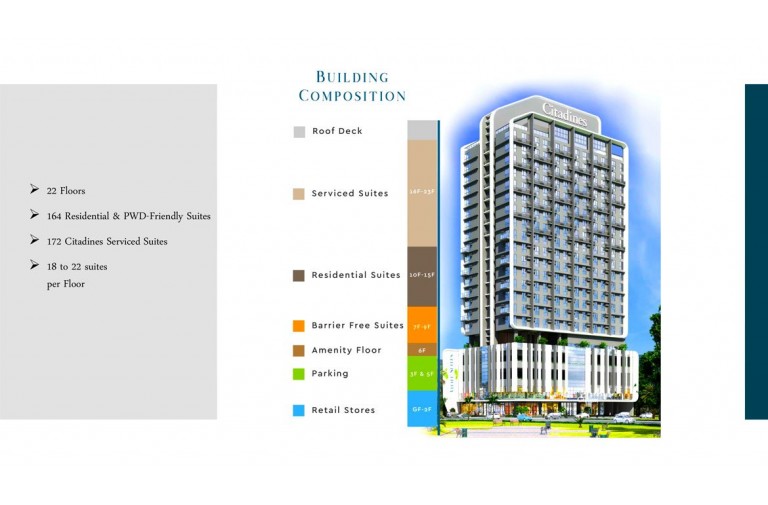 BUILDING
COMPOSITION
Roof Deck
Serviced Suites
Residential Suites
10F-15F
Barrier Free Suites
7F-9F
Amenity Floor
6F
Parking
3F & 5F
Retail Stores
GF-2F
Citadines
➢ 22 Floors
➢ 164 Residential & PWD-Friendly Suites
➢ 172 Citadines Serviced Suites
➢ 18 to 22 suites
per Floor